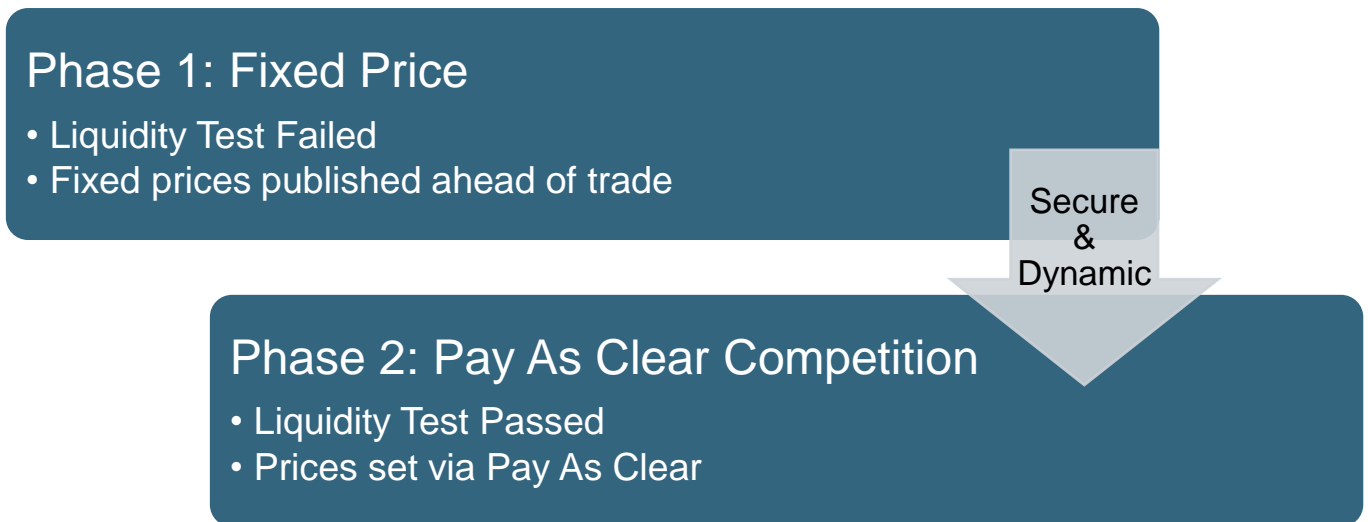 Phase 1: Fixed Price
• Liquidity Test Failed
• Fixed prices published ahead of trade
Secure
&
Dynamic
Phase 2: Pay As Clear Competition
• Liquidity Test Passed
• Prices set via Pay As Clear